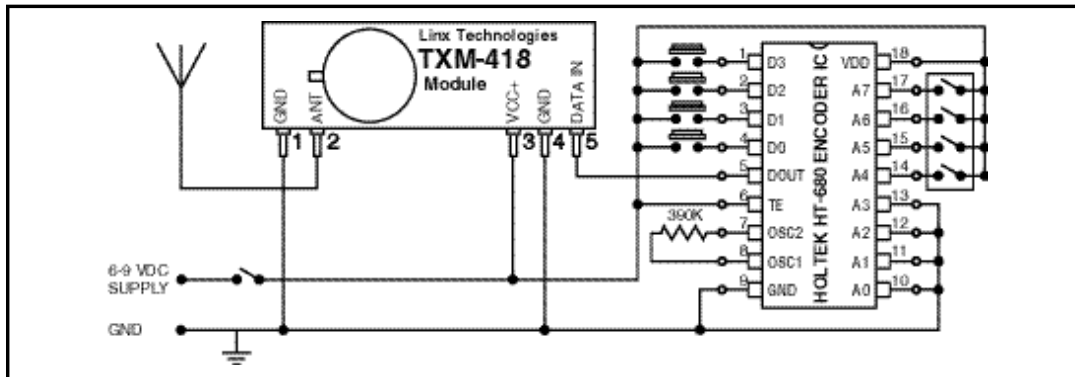 Linx Technologies
TXM-418
Module
GND
ANT
VCC+
GND
DATA IN
1
2
3
4
5
6-9 VDC
SUPPLY
GND
390K
HOLTEK HT-680 ENCODER IC
1 D3
2 D2
3 D1
4 D0
5 DOUT
6 TE
7 OSC2
8 OSC1
9 GND
VDD 18
A7 17
A6 16
A5 15
A4 14
A3 13
A2 12
A1 11
A0 10